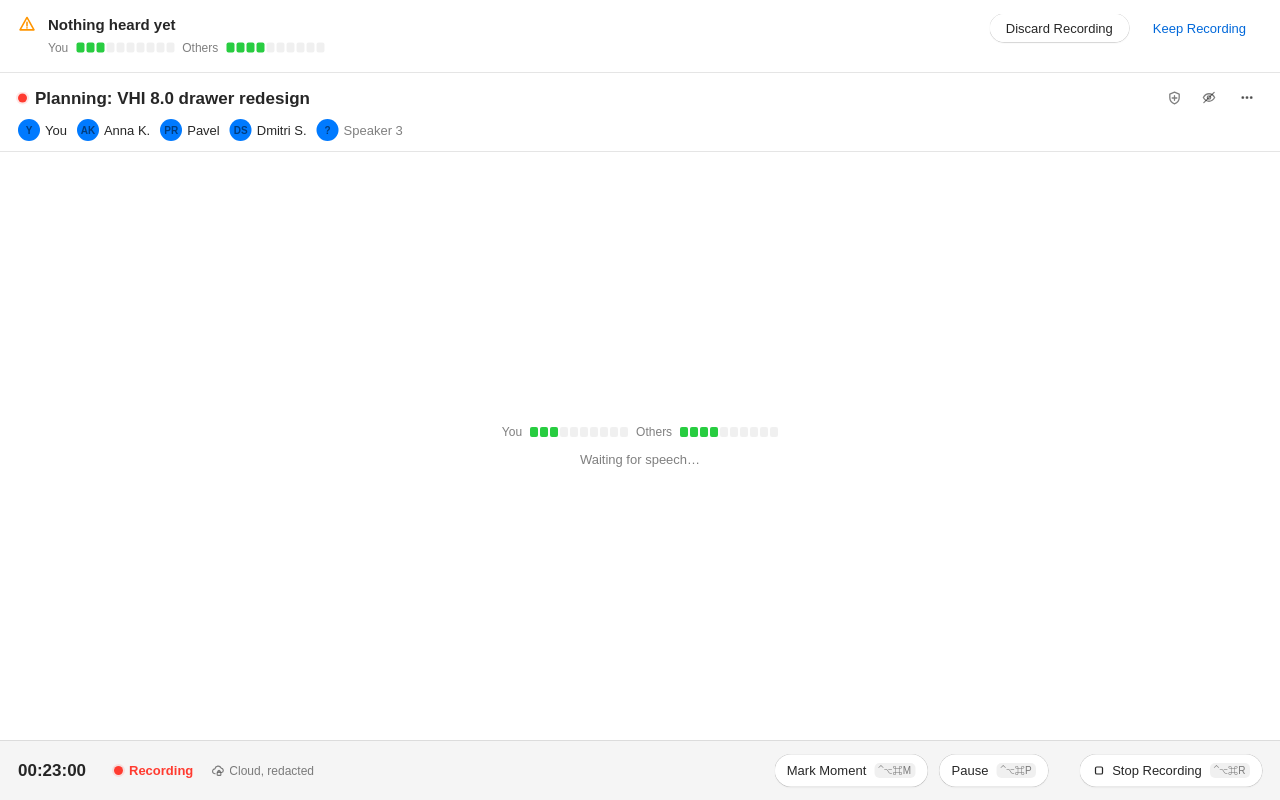 Nothing heard yet
You Others
Discard Recording Keep Recording
Planning: VHI 8.0 drawer redesign
Y You AK Anna K. PR Pavel DS Dmitri S. ? Speaker 3
You Others
Waiting for speech…
00:23:00 Recording Cloud, redacted Mark Moment ^⌥⌘M Pause ^⌥⌘P Stop Recording ^⌥⌘R